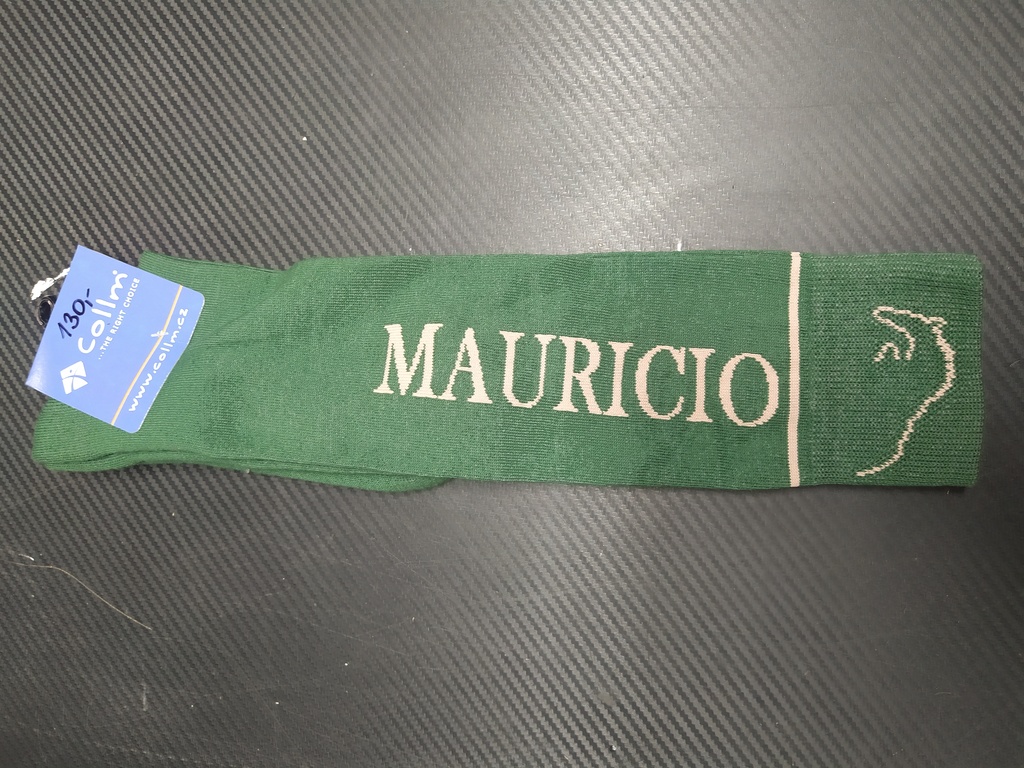 130,-
collm®
...THE RIGHT CHOICE
www.collm.cz
MAURICIO